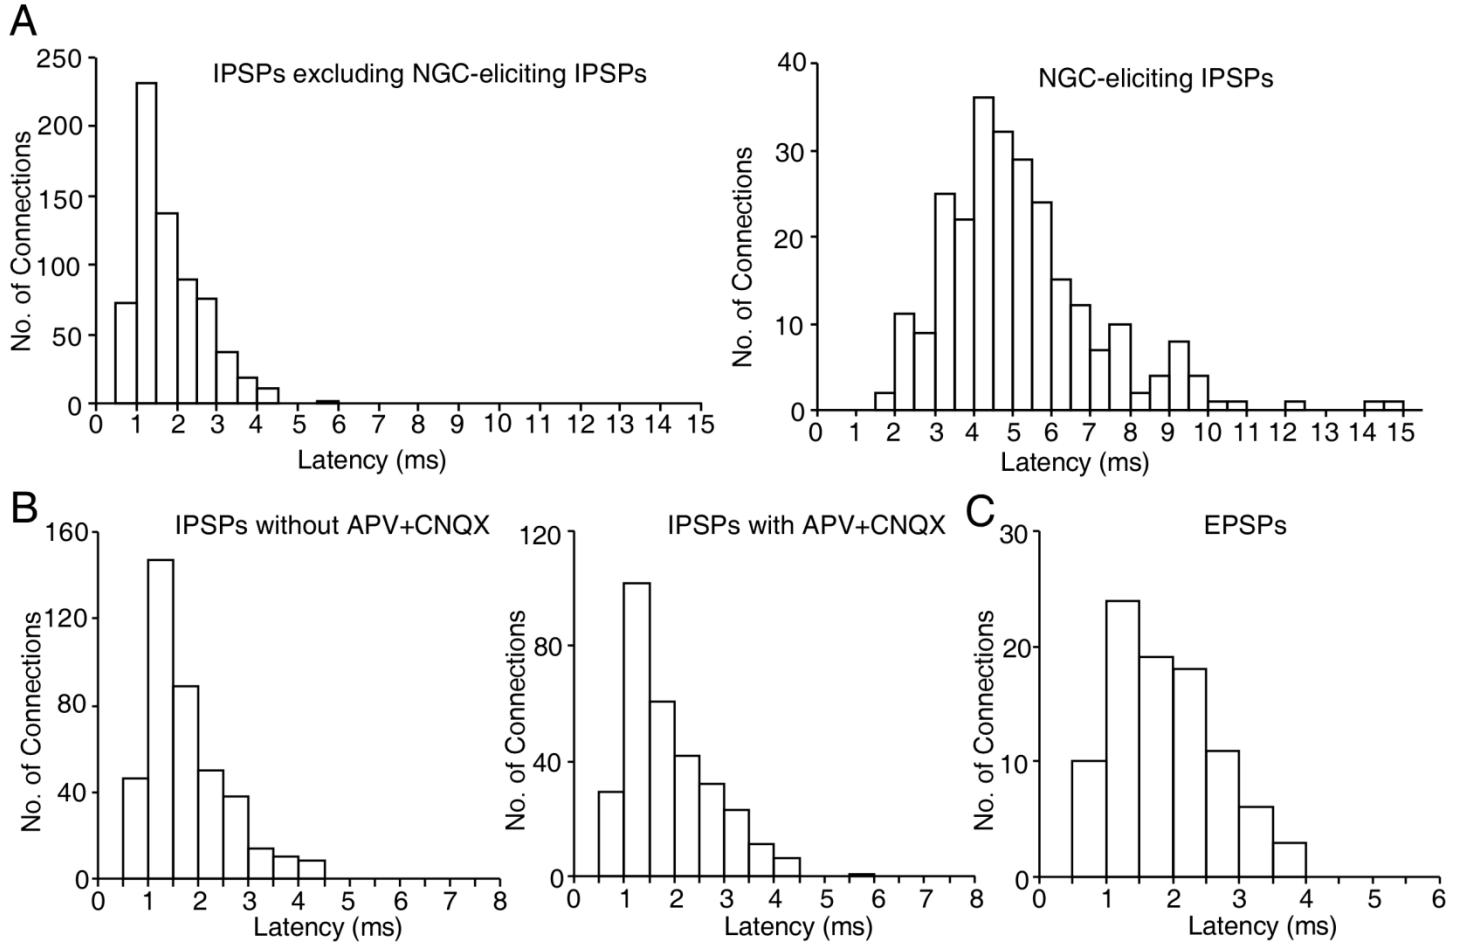 A
IPSPs excluding NGC-eliciting IPSPs
No. of Connections
250
200
150
100
50
0
0 1 2 3 4 5 6 7 8 9 10 11 12 13 14 15
Latency (ms)
NGC-eliciting IPSPs
No. of Connections
40
30
20
10
0
0 1 2 3 4 5 6 7 8 9 10 11 12 13 14 15
Latency (ms)
B
IPSPs without APV+CNQX
No. of Connections
160
120
80
40
0
0 1 2 3 4 5 6 7 8
Latency (ms)
IPSPs with APV+CNQX
No. of Connections
120
80
40
0
0 1 2 3 4 5 6 7 8
Latency (ms)
C
EPSPs
No. of Connections
30
20
10
0
0 1 2 3 4 5 6
Latency (ms)